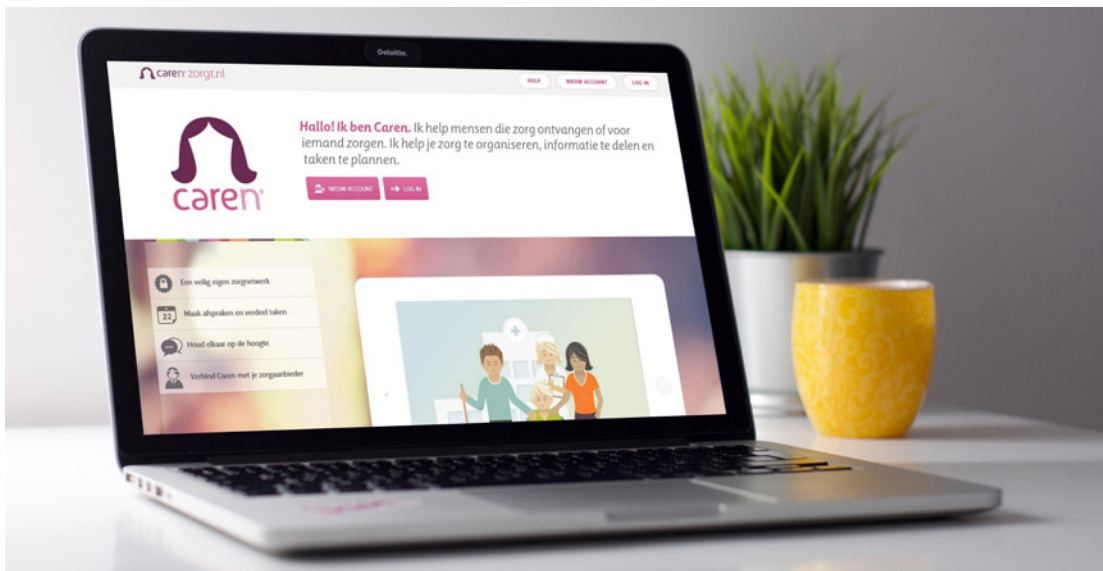 Deloitte.
caren zorgt.nl
HELP
NIEUW ACCOUNT
LOG IN
caren
Hallo! Ik ben Caren. Ik help mensen die zorg ontvangen of voor
iemand zorgen. Ik help je zorg te organiseren, informatie te delen en
taken te plannen.
NIEUW ACCOUNT
LOG IN
Een veilig eigen zorgnetwerk
22
Maak afspraken en verdeel taken
Houd elkaar op de hoogte
Verbind Caren met je zorgaanbieder